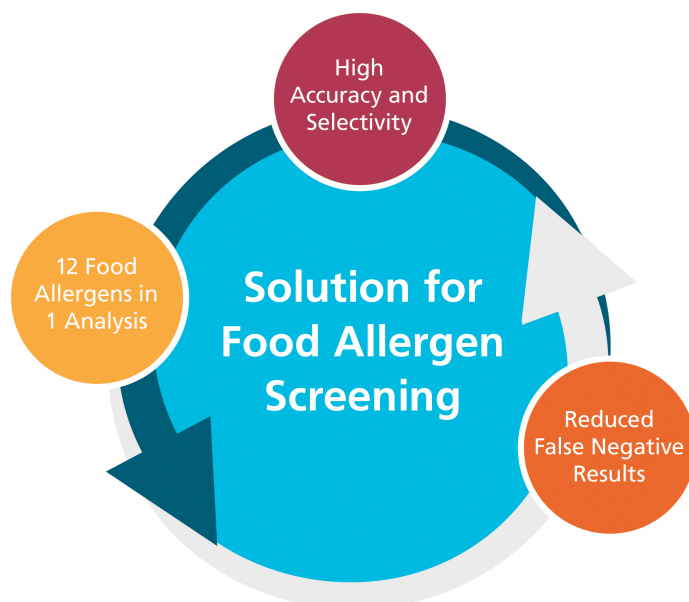 High
Accuracy and
Selectivity
12 Food
Allergens in
1 Analysis
Solution for
Food Allergen
Screening
Reduced
False Negative
Results